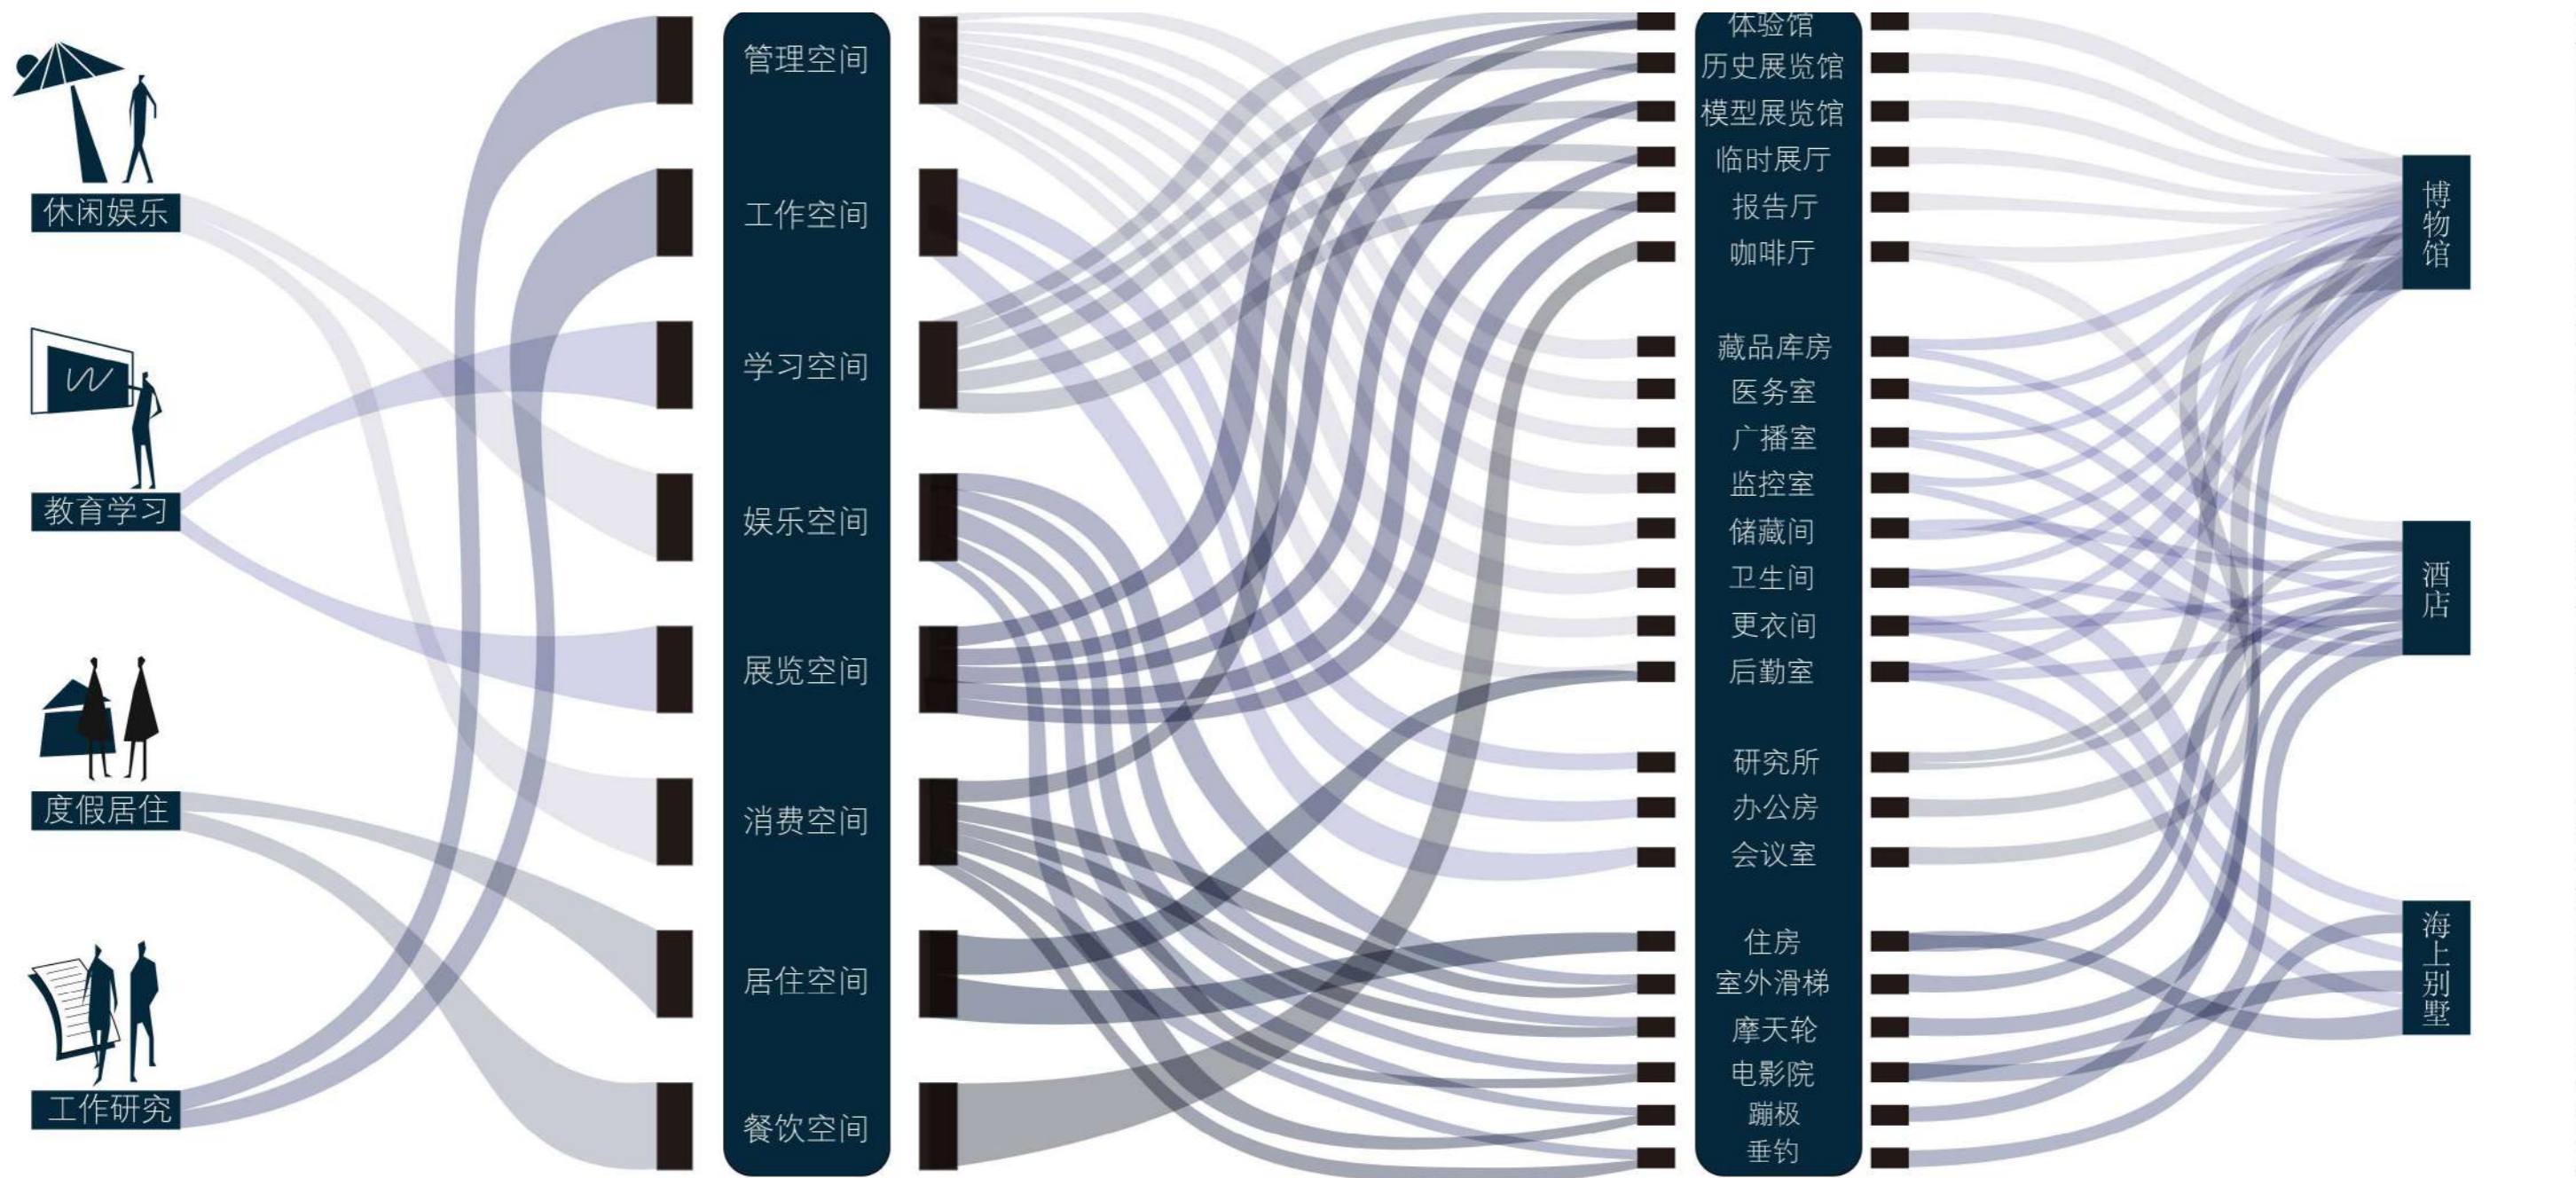 休闲娱乐
教育学习
度假居住
工作研究
管理空间
工作空间
学习空间
娱乐空间
展览空间
消费空间
居住空间
餐饮空间
体验馆
历史展览馆
模型展览馆
临时展厅
报告厅
咖啡厅
藏品库房
医务室
广播室
监控室
储藏间
卫生间
更衣间
后勤室
研究所
办公房
会议室
住房
室外滑梯
摩天轮
电影院
蹦极
垂钓
博物馆
酒店
海上别墅